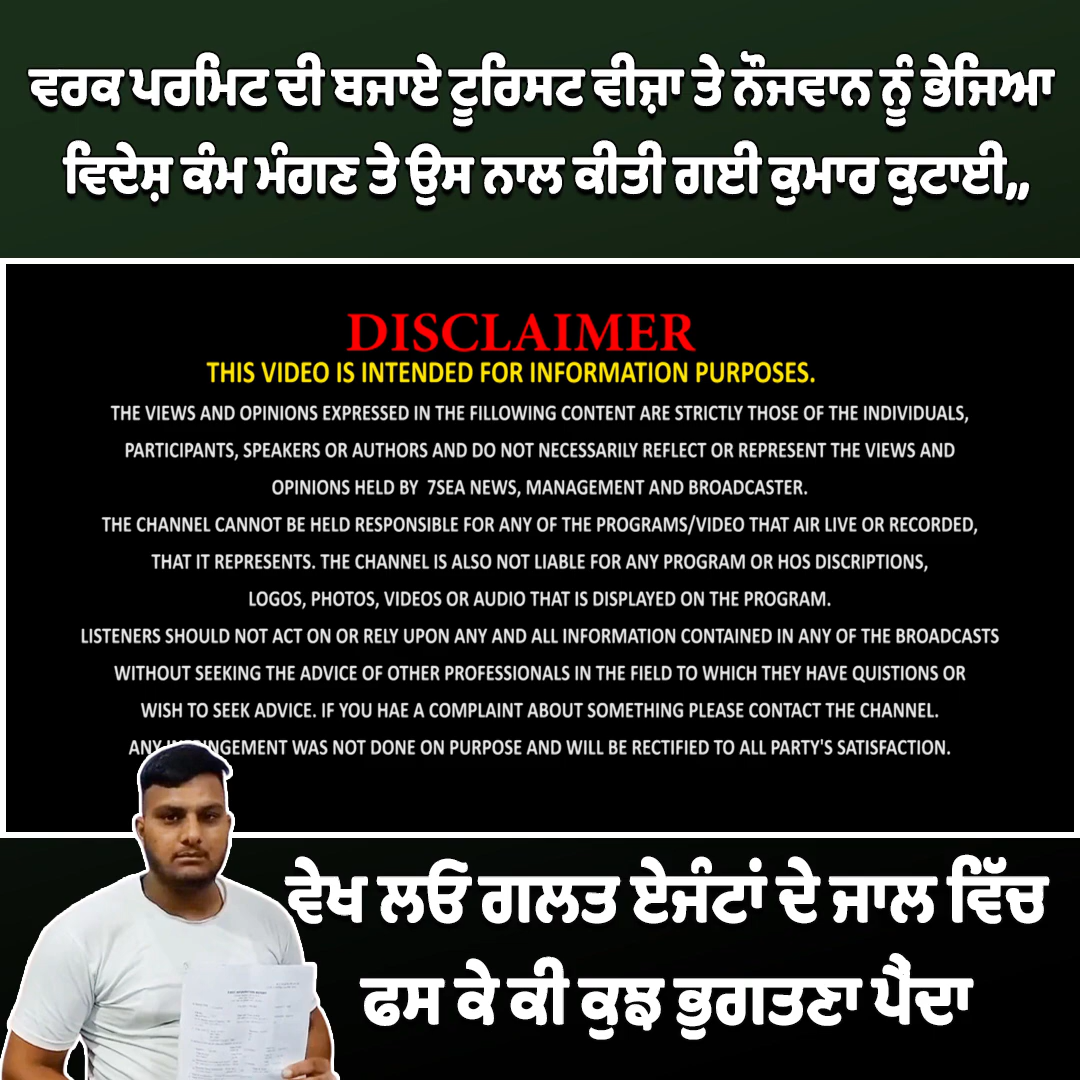 ਵਰਕ ਪਰਮਿਟ ਦੀ ਬਜਾਏ ਟੂਰਿਸਟ ਵੀਜ਼ਾ ਤੇ ਨੌਜਵਾਨ ਨੂੰ ਭੇਜਿਆ
ਵਿਦੇਸ਼ ਕੰਮ ਮੰਗਣ ਤੇ ਉਸ ਨਾਲ ਕੀਤੀ ਗਈ ਕੁਮਾਰ ਕੁਟਾਈ,,
DISCLAIMER
THIS VIDEO IS INTENDED FOR INFORMATION PURPOSES.
THE VIEWS AND OPINIONS EXPRESSED IN THE FILLOWING CONTENT ARE STRICTLY THOSE OF THE INDIVIDUALS,
PARTICIPANTS, SPEAKERS OR AUTHORS AND DO NOT NECESSARILY REFLECT OR REPRESENT THE VIEWS AND
OPINIONS HELD BY 7SEA NEWS, MANAGEMENT AND BROADCASTER.
THE CHANNEL CANNOT BE HELD RESPONSIBLE FOR ANY OF THE PROGRAMS/VIDEO THAT AIR LIVE OR RECORDED,
THAT IT REPRESENTS. THE CHANNEL IS ALSO NOT LIABLE FOR ANY PROGRAM OR HOS DISCRIPTIONS,
LOGOS, PHOTOS, VIDEOS OR AUDIO THAT IS DISPLAYED ON THE PROGRAM.
LISTENERS SHOULD NOT ACT ON OR RELY UPON ANY AND ALL INFORMATION CONTAINED IN ANY OF THE BROADCASTS
WITHOUT SEEKING THE ADVICE OF OTHER PROFESSIONALS IN THE FIELD TO WHICH THEY HAVE QUISTIONS OR
WISH TO SEEK ADVICE. IF YOU HAE A COMPLAINT ABOUT SOMETHING PLEASE CONTACT THE CHANNEL.
ANY WAS NOT DONE ON PURPOSE AND WILL BE RECTIFIED TO ALL PARTY'S SATISFACTION.
ਵੇਖ ਲਓ ਗਲਤ ਏਜੰਟਾਂ ਦੇ ਜਾਲ ਵਿੱਚ
ਫਸ ਕੇ ਕੀ ਕੁਝ ਭੁਗਤਣਾ ਪੈਂਦਾ